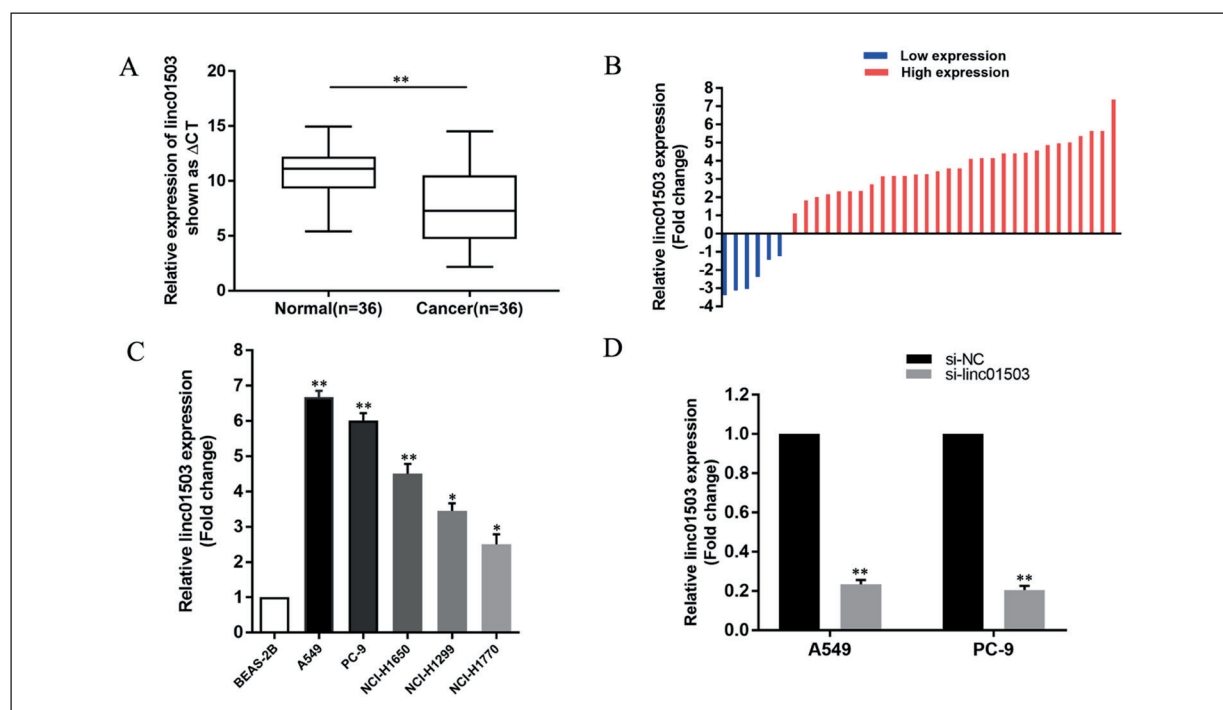 A
Relative expression of linc01503
shown as ΔCT
20
15
10
5
0
**
Normal(n=36)
Cancer(n=36)
B
Low expression
High expression
Relative linc01503 expression
(Fold change)
8
7
6
5
4
3
2
1
0
-1
-2
-3
-4
C
Relative linc01503 expression
(Fold change)
8
7
6
5
4
3
2
1
0
**
**
**
*
*
BEAS-2B
A549
PC-9
NCI-H1650
NCI-H1299
NCI-H1770
D
si-NC
si-linc01503
Relative linc01503 expression
(Fold change)
1.2
1.0
0.8
0.6
0.4
0.2
0.0
**
**
A549
PC-9